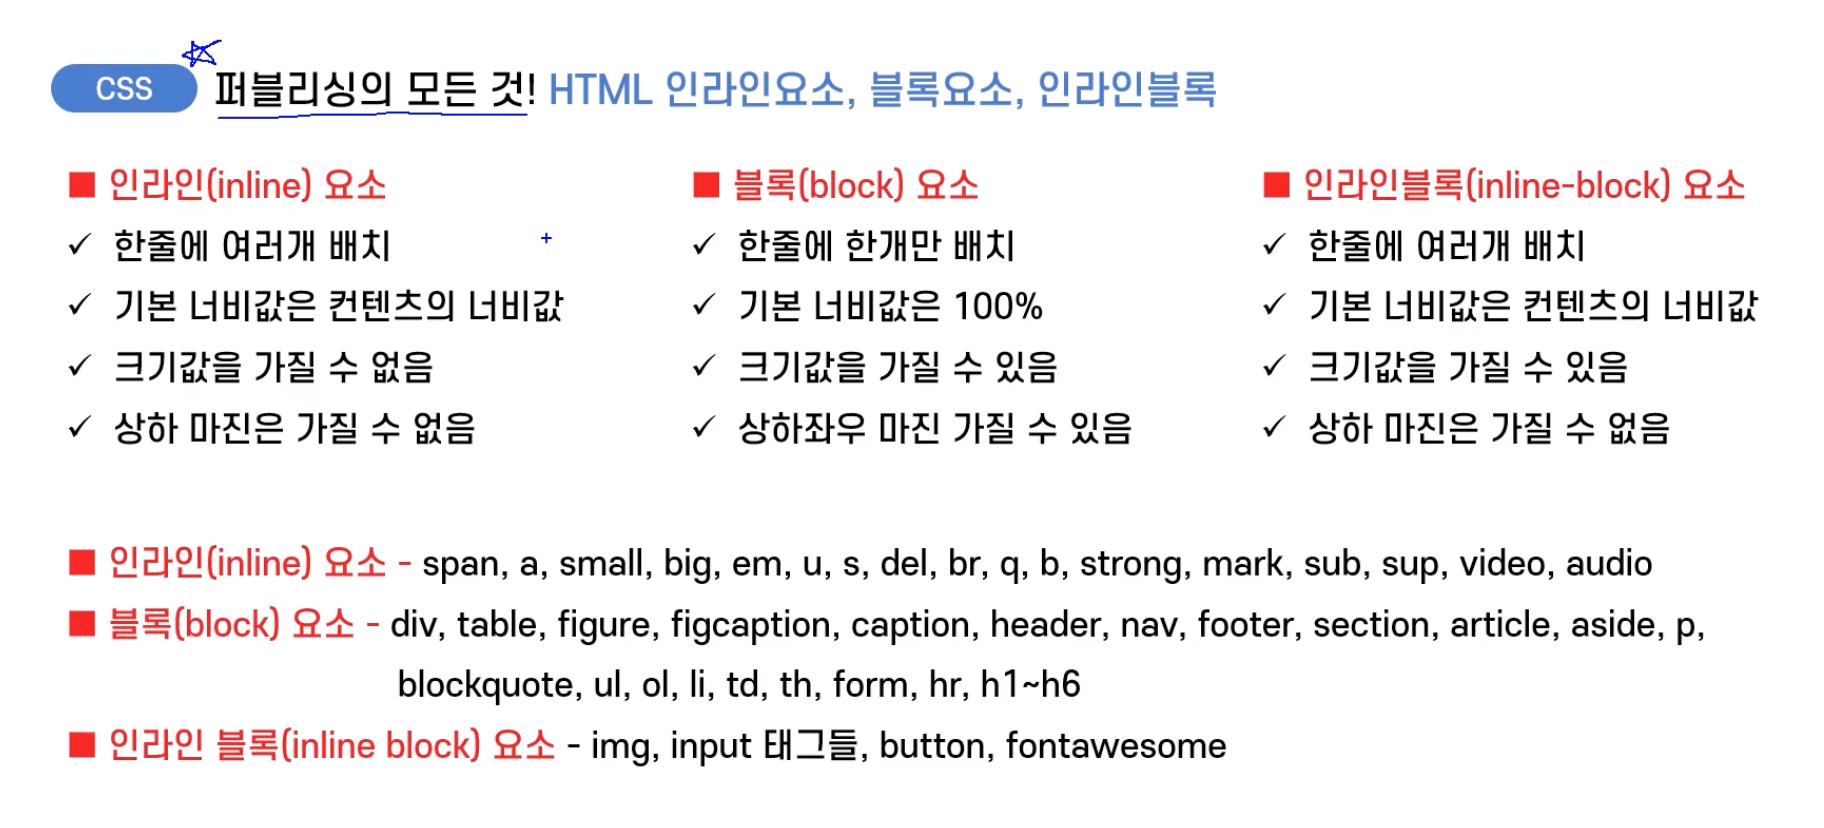 CSS 퍼블리싱의 모든 것! HTML 인라인요소, 블록요소, 인라인블록
■ 인라인(inline) 요소
✓ 한줄에 여러개 배치
✓ 기본 너비값은 컨텐츠의 너비값
✓ 크기값을 가질 수 없음
✓ 상하 마진은 가질 수 없음
■ 블록(block) 요소
✓ 한줄에 한개만 배치
✓ 기본 너비값은 100%
✓ 크기값을 가질 수 있음
✓ 상하좌우 마진 가질 수 있음
■ 인라인블록(inline-block) 요소
✓ 한줄에 여러개 배치
✓ 기본 너비값은 컨텐츠의 너비값
✓ 크기값을 가질 수 있음
✓ 상하 마진은 가질 수 없음
■ 인라인(inline) 요소 - span, a, small, big, em, u, s, del, br, q, b, strong, mark, sub, sup, video, audio
■ 블록(block) 요소 - div, table, figure, figcaption, caption, header, nav, footer, section, article, aside, p,
blockquote, ul, ol, li, td, th, form, hr, h1~h6
■ 인라인 블록(inline block) 요소 - img, input 태그들, button, fontawesome